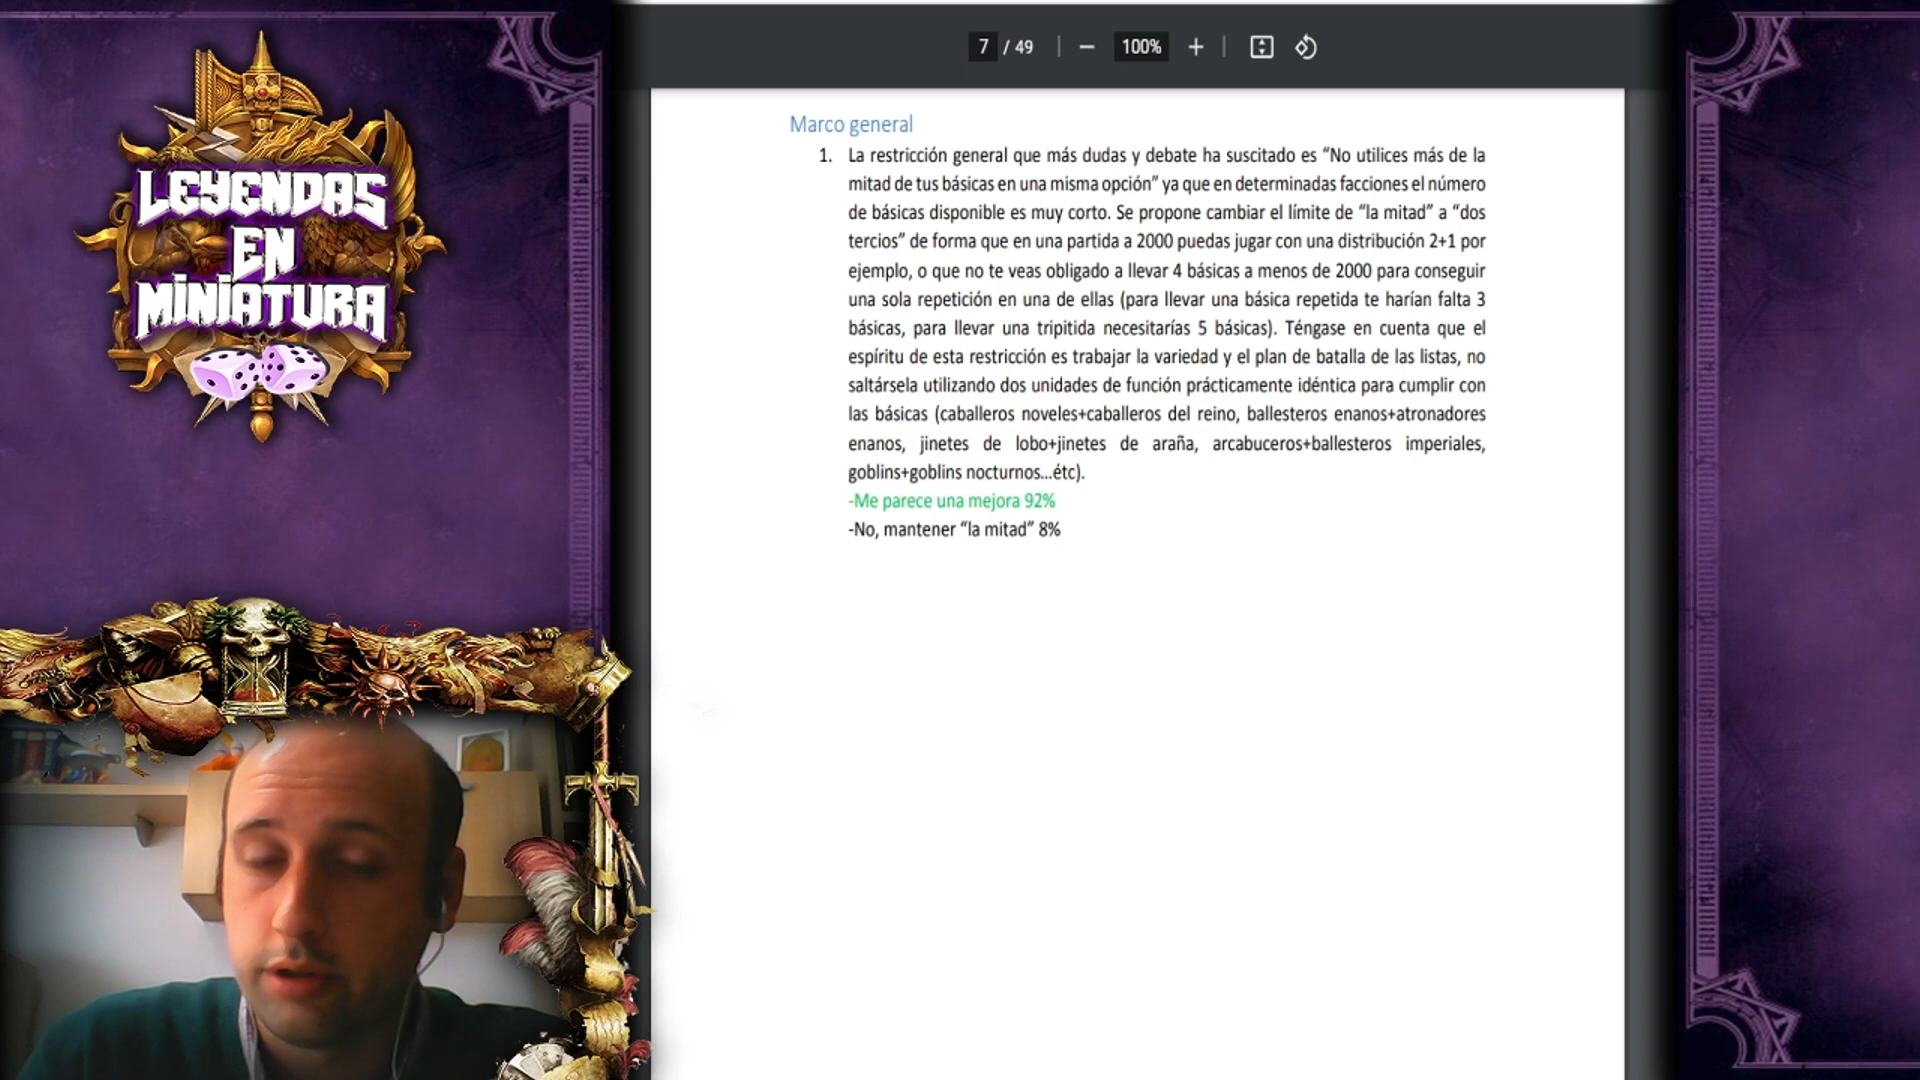 LEYENDAS
EN
MINIATURA
7 / 49
100%
Marco general
1. La restricción general que más dudas y debate ha suscitado es “No utilices más de la
mitad de tus básicas en una misma opción” ya que en determinadas facciones el número
de básicas disponible es muy corto. Se propone cambiar el límite de “la mitad” a “dos
tercios” de forma que en una partida a 2000 puedas jugar con una distribución 2+1 por
ejemplo, o que no te veas obligado a llevar 4 básicas a menos de 2000 para conseguir
una sola repetición en una de ellas (para llevar una básica repetida te harían falta 3
básicas, para llevar una tripitida necesitarías 5 básicas). Téngase en cuenta que el
espíritu de esta restricción es trabajar la variedad y el plan de batalla de las listas, no
saltársela utilizando dos unidades de función prácticamente idéntica para cumplir con
las básicas (caballeros noveles+caballeros del reino, ballesteros enanos+atronadores
enanos, jinetes de lobo+jinetes de araña, arcabuceros+ballesteros imperiales,
goblins+goblins nocturnos...étc).
-Me parece una mejora 92%
-No, mantener “la mitad” 8%